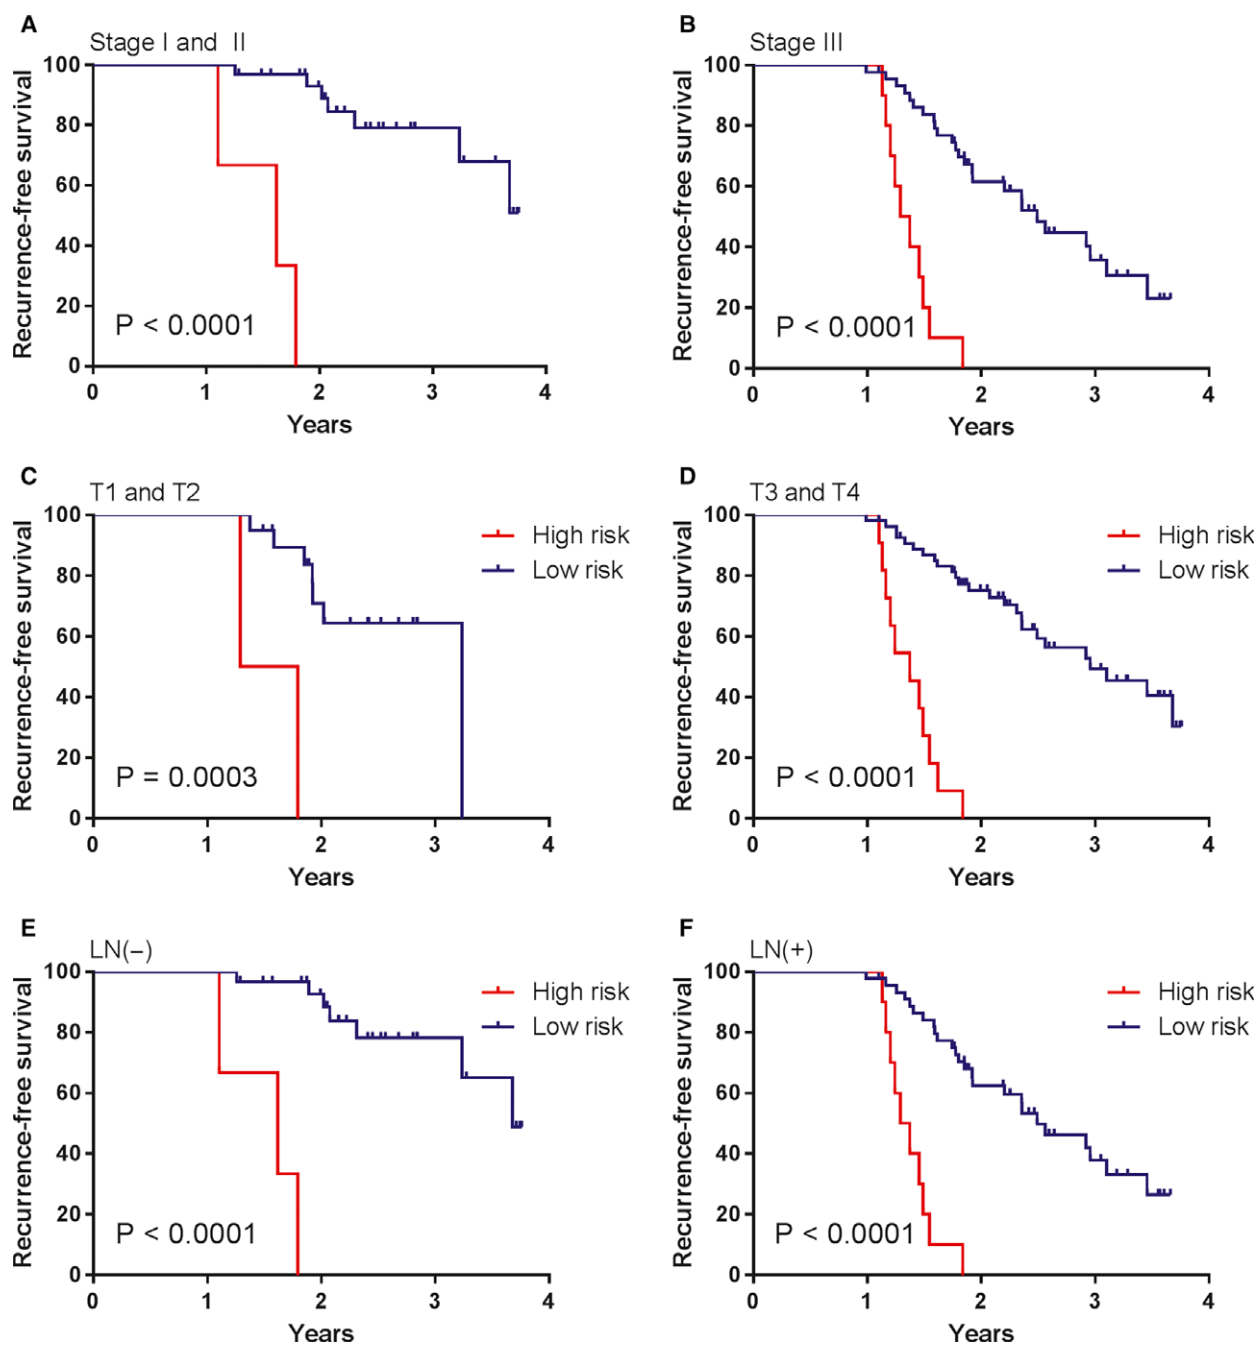 A
Stage I and II
Recurrence-free survival
100
80
60
40
20
0
P < 0.0001
0 1 2 3 4
Years
B
Stage III
Recurrence-free survival
100
80
60
40
20
0
P < 0.0001
0 1 2 3 4
Years
C
T1 and T2
Recurrence-free survival
100
80
60
40
20
0
High risk
Low risk
P = 0.0003
0 1 2 3 4
Years
D
T3 and T4
Recurrence-free survival
100
80
60
40
20
0
High risk
Low risk
P < 0.0001
0 1 2 3 4
Years
E
LN(–)
Recurrence-free survival
100
80
60
40
20
0
High risk
Low risk
P < 0.0001
0 1 2 3 4
Years
F
LN(+)
Recurrence-free survival
100
80
60
40
20
0
High risk
Low risk
P < 0.0001
0 1 2 3 4
Years